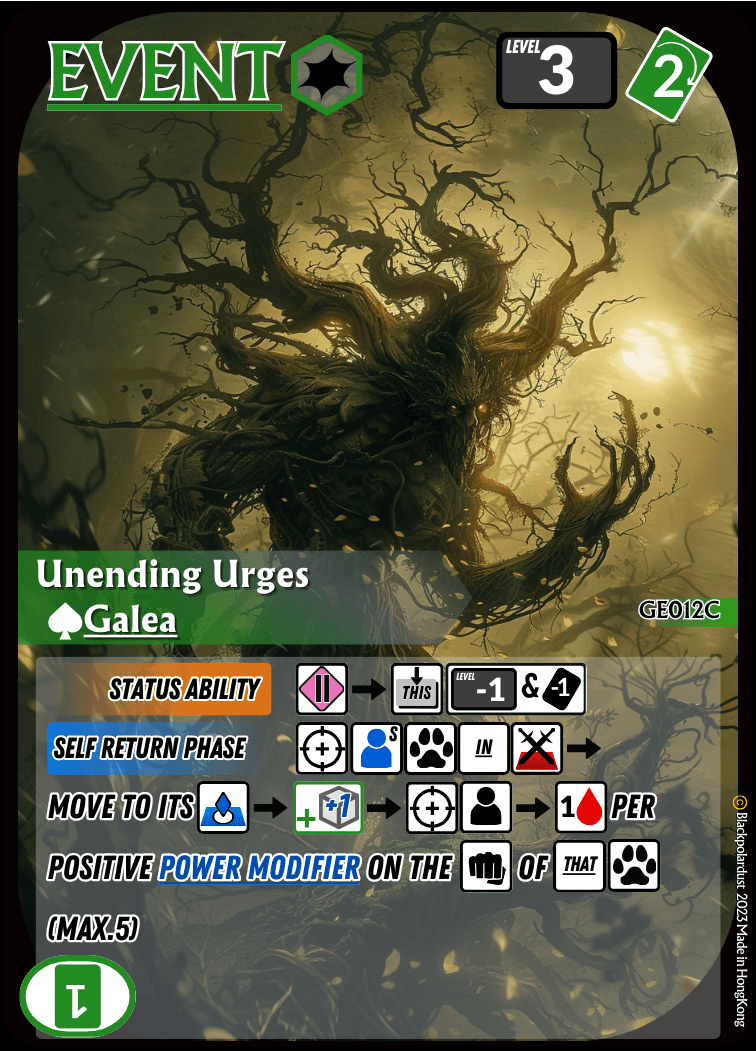 EVENT
LEVEL 3
2
Unending Urges
Galea
GE012C
STATUS ABILITY II THIS LEVEL -1 & -1
SELF RETURN PHASE S IN
MOVE TO ITS + +1 1 PER
POSITIVE POWER MODIFIER ON THE OF THAT
(MAX.5)
1
© Blackpolardust 2023 Made in HongKong